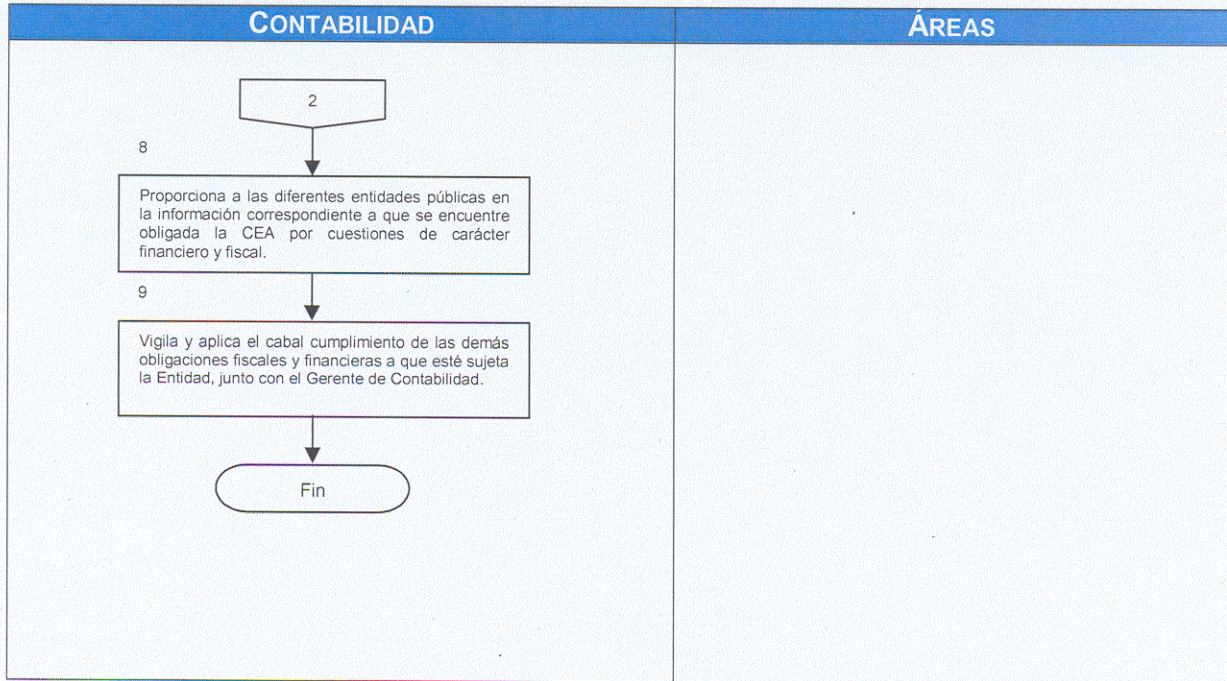 CONTABILIDAD
ÁREAS
2
8
Proporciona a las diferentes entidades públicas en
la información correspondiente a que se encuentre
obligada la CEA por cuestiones de carácter
financiero y fiscal.
9
Vigila y aplica el cabal cumplimiento de las demás
obligaciones fiscales y financieras a que esté sujeta
la Entidad, junto con el Gerente de Contabilidad.
Fin